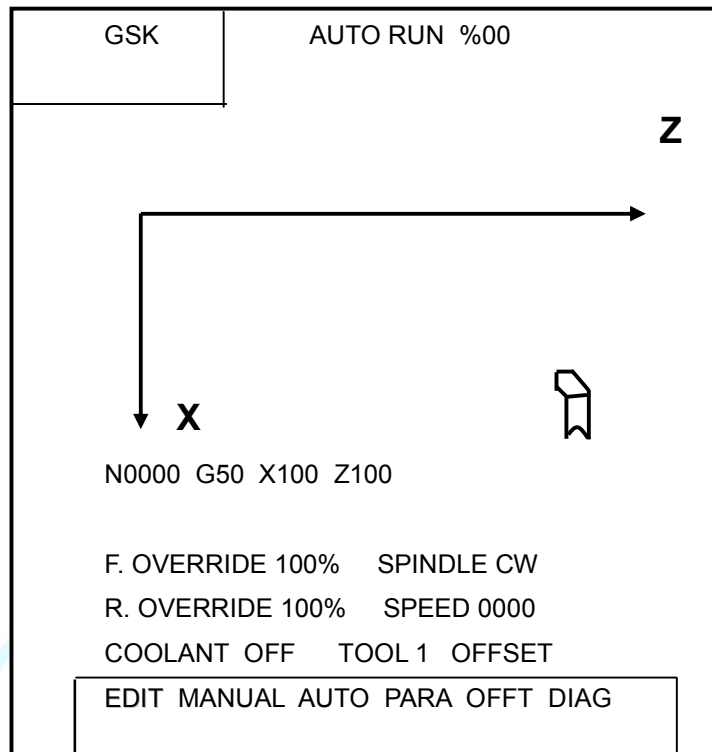 GSK AUTO RUN %00
Z
X
N0000 G50 X100 Z100
F. OVERRIDE 100% SPINDLE CW
R. OVERRIDE 100% SPEED 0000
COOLANT OFF TOOL 1 OFFSET
EDIT MANUAL AUTO PARA OFFT DIAG